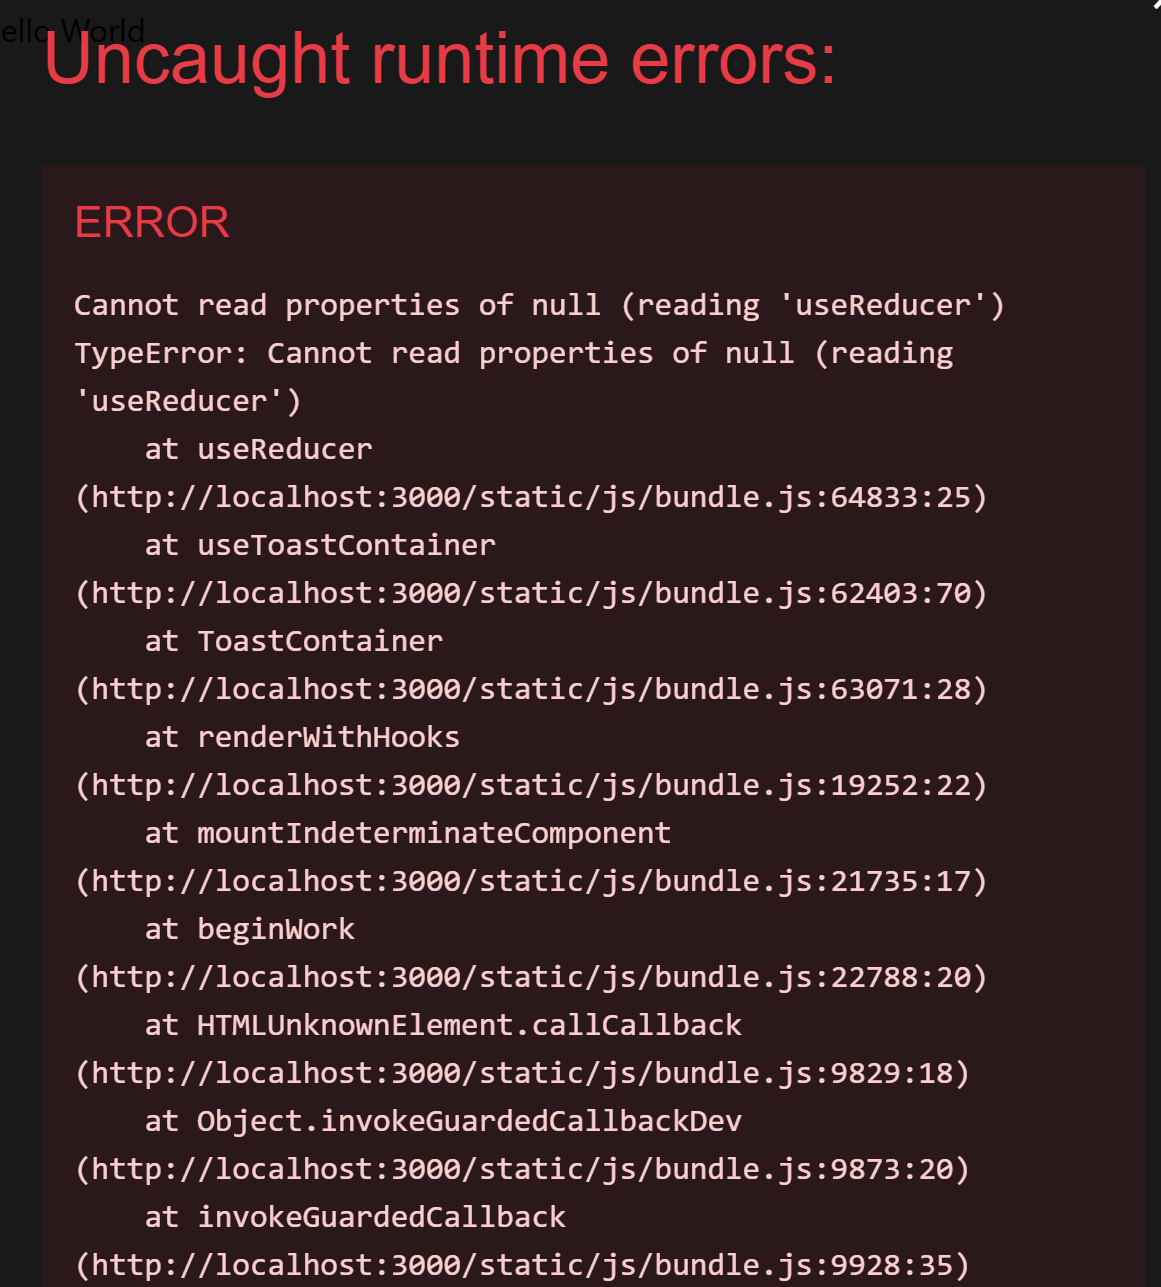 ello World
Uncaught runtime errors:
ERROR
Cannot read properties of null (reading 'useReducer')
TypeError: Cannot read properties of null (reading
'useReducer')
    at useReducer
(http://localhost:3000/static/js/bundle.js:64833:25)
    at useToastContainer
(http://localhost:3000/static/js/bundle.js:62403:70)
    at ToastContainer
(http://localhost:3000/static/js/bundle.js:63071:28)
    at renderWithHooks
(http://localhost:3000/static/js/bundle.js:19252:22)
    at mountIndeterminateComponent
(http://localhost:3000/static/js/bundle.js:21735:17)
    at beginWork
(http://localhost:3000/static/js/bundle.js:22788:20)
    at HTMLUnknownElement.callCallback
(http://localhost:3000/static/js/bundle.js:9829:18)
    at Object.invokeGuardedCallbackDev
(http://localhost:3000/static/js/bundle.js:9873:20)
    at invokeGuardedCallback
(http://localhost:3000/static/js/bundle.js:9928:35)